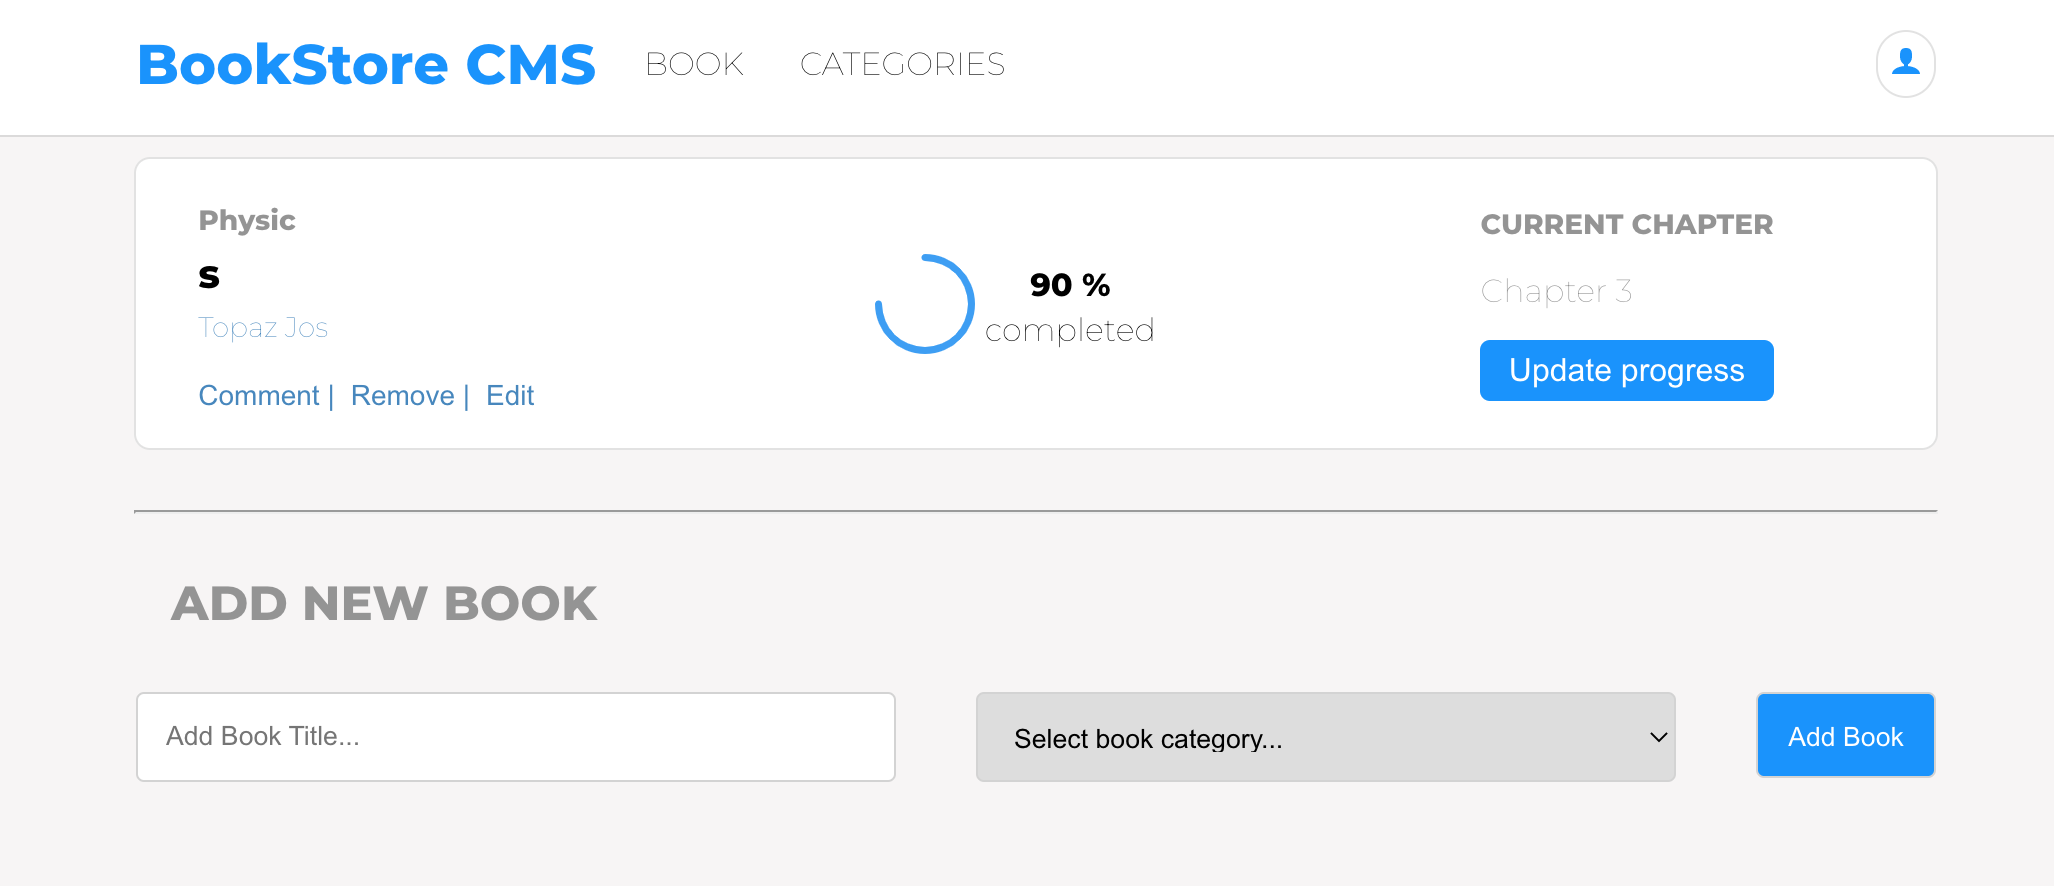 BookStore CMS BOOK CATEGORIES
Physic
s
Topaz Jos
Comment | Remove | Edit
90 %
completed
CURRENT CHAPTER
Chapter 3
Update progress
ADD NEW BOOK
Add Book Title... Select book category... Add Book